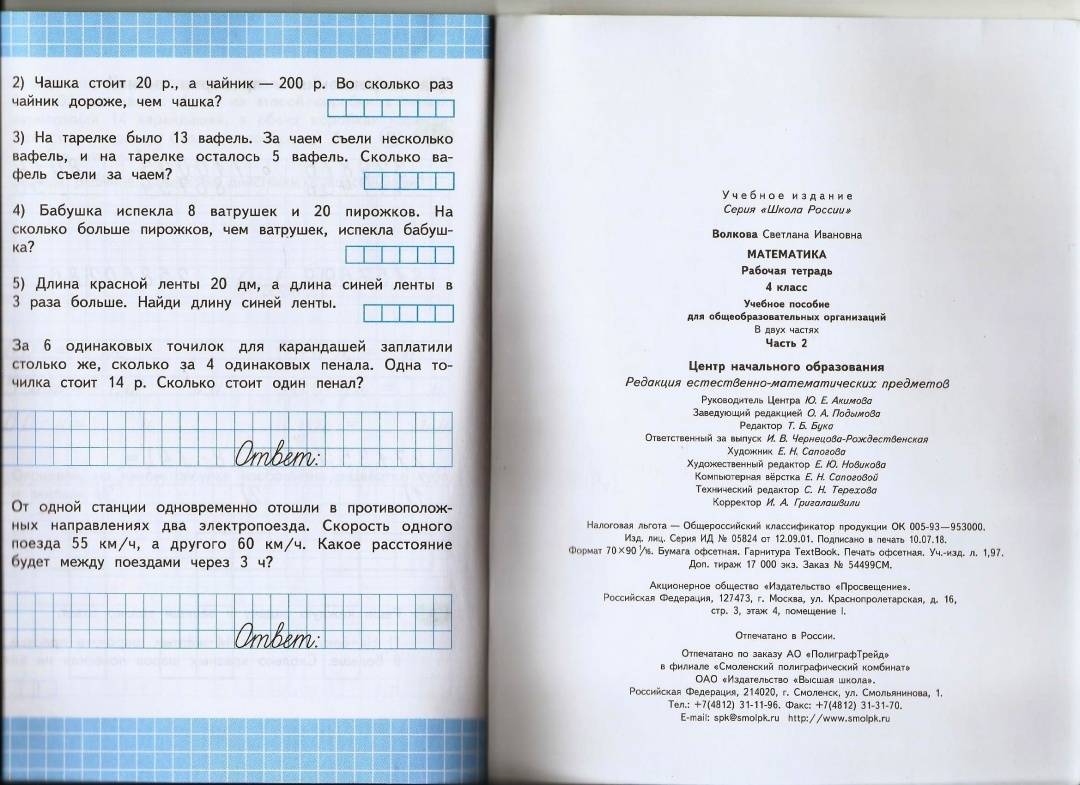 2) Чашка стоит 20 р., а чайник — 200 р. Во сколько раз
чайник дороже, чем чашка?
3) На тарелке было 13 вафель. За чаем съели несколько
вафель, и на тарелке осталось 5 вафель. Сколько ва-
фель съели за чаем?
4) Бабушка испекла 8 ватрушек и 20 пирожков. На
сколько больше пирожков, чем ватрушек, испекла бабуш-
ка?
5) Длина красной ленты 20 дм, а длина синей ленты в
3 раза больше. Найди длину синей ленты.
За 6 одинаковых точилок для карандашей заплатили
столько же, сколько за 4 одинаковых пенала. Одна то-
чилка стоит 14 р. Сколько стоит один пенал?
Ответ:
От одной станции одновременно отошли в противополож-
ных направлениях два электропоезда. Скорость одного
поезда 55 км/ч, а другого 60 км/ч. Какое расстояние
будет между поездами через 3 ч?
Ответ:
Учебное издание
Серия «Школа России»
Волкова Светлана Ивановна
МАТЕМАТИКА
Рабочая тетрадь
4 класс
Учебное пособие
для общеобразовательных организаций
В двух частях
Часть 2
Центр начального образования
Редакция естественно-математических предметов
Руководитель Центра Ю. Е. Акимова
Заведующий редакцией О. А. Подымова
Редактор Т. Б. Бука
Ответственный за выпуск И. В. Чернецова-Рождественская
Художник Е. Н. Сапогова
Художественный редактор Е. Ю. Новикова
Компьютерная вёрстка Е. Н. Сапоговой
Технический редактор С. Н. Терехова
Корректор И. А. Григалашвили
Налоговая льгота — Общероссийский классификатор продукции ОК 005-93—953000.
Изд. лиц. Серия ИД № 05824 от 12.09.01. Подписано в печать 10.07.18.
Формат 70×90 1/16. Бумага офсетная. Гарнитура TextBook. Печать офсетная. Уч.-изд. л. 1,97.
Доп. тираж 17 000 экз. Заказ № 54499СМ.
Акционерное общество «Издательство «Просвещение».
Российская Федерация, 127473, г. Москва, ул. Краснопролетарская, д. 16,
стр. 3, этаж 4, помещение I.
Отпечатано в России.
Отпечатано по заказу АО «ПолиграфТрейд»
в филиале «Смоленский полиграфический комбинат»
ОАО «Издательство «Высшая школа».
Российская Федерация, 214020, г. Смоленск, ул. Смольянинова, 1.
Тел.: +7(4812) 31-11-96. Факс: +7(4812) 31-31-70.
E-mail: spk@smolpk.ru http://www.smolpk.ru